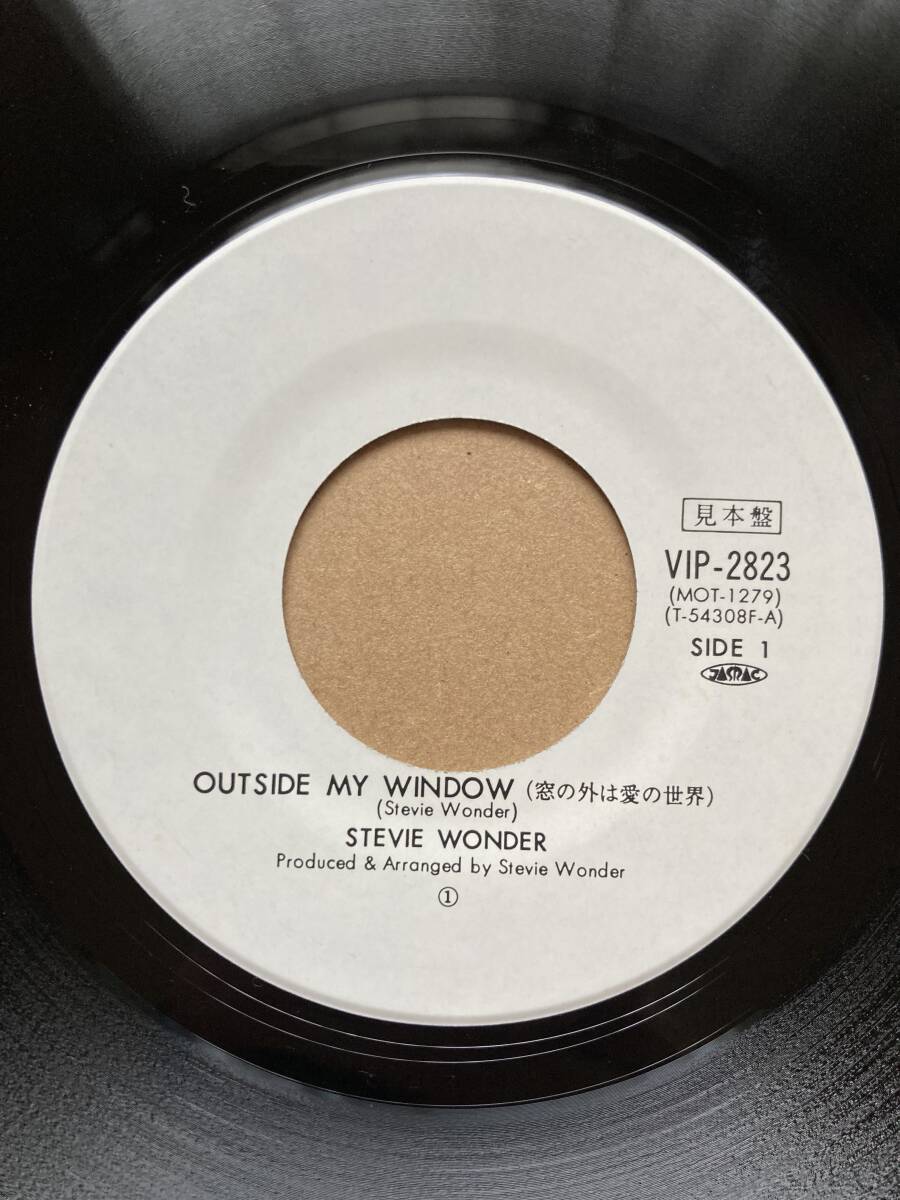 見本盤
VIP-2823
(MOT-1279)
(T-54308F-A)
SIDE 1
JASRAC
OUTSIDE MY WINDOW (窓の外は愛の世界)
(Stevie Wonder)
STEVIE WONDER
Produced & Arranged by Stevie Wonder
①